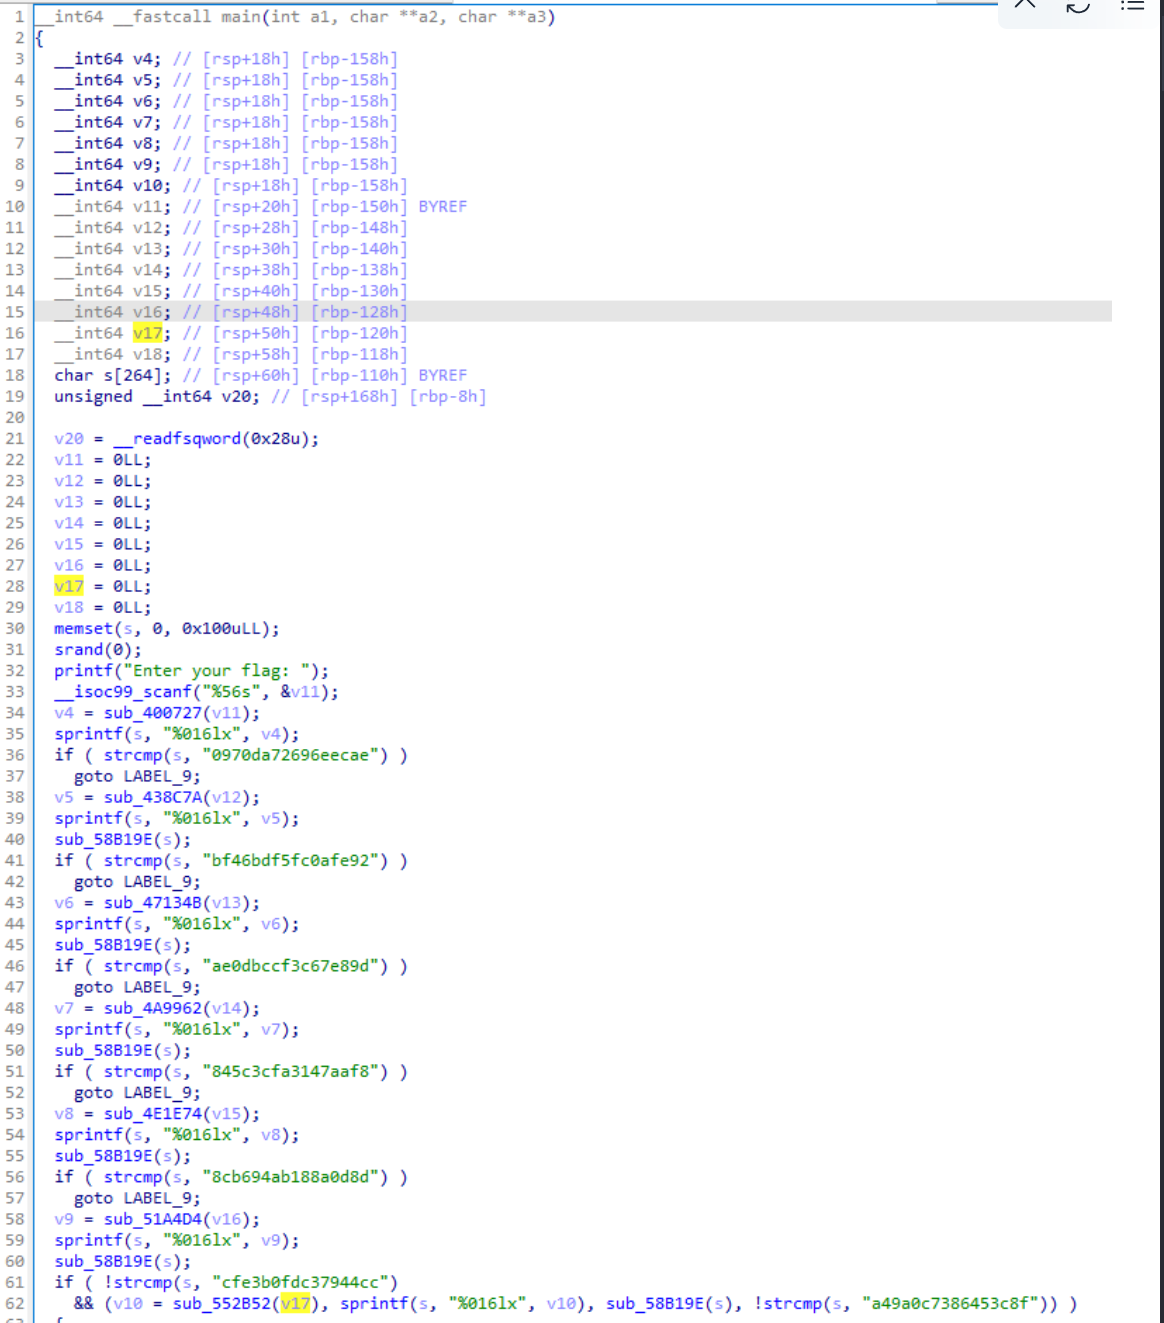 1 __int64 __fastcall main(int a1, char **a2, char **a3)
2 {
3 __int64 v4; // [rsp+18h] [rbp-158h]
4 __int64 v5; // [rsp+18h] [rbp-158h]
5 __int64 v6; // [rsp+18h] [rbp-158h]
6 __int64 v7; // [rsp+18h] [rbp-158h]
7 __int64 v8; // [rsp+18h] [rbp-158h]
8 __int64 v9; // [rsp+18h] [rbp-158h]
9 __int64 v10; // [rsp+18h] [rbp-158h]
10 __int64 v11; // [rsp+20h] [rbp-150h] BYREF
11 __int64 v12; // [rsp+28h] [rbp-148h]
12 __int64 v13; // [rsp+30h] [rbp-140h]
13 __int64 v14; // [rsp+38h] [rbp-138h]
14 __int64 v15; // [rsp+40h] [rbp-130h]
15 __int64 v16; // [rsp+48h] [rbp-128h]
16 __int64 v17; // [rsp+50h] [rbp-120h]
17 __int64 v18; // [rsp+58h] [rbp-118h]
18 char s[264]; // [rsp+60h] [rbp-110h] BYREF
19 unsigned __int64 v20; // [rsp+168h] [rbp-8h]
20
21 v20 = __readfsqword(0x28u);
22 v11 = 0LL;
23 v12 = 0LL;
24 v13 = 0LL;
25 v14 = 0LL;
26 v15 = 0LL;
27 v16 = 0LL;
28 v17 = 0LL;
29 v18 = 0LL;
30 memset(s, 0, 0x100uLL);
31 srand(0);
32 printf("Enter your flag: ");
33 __isoc99_scanf("%56s", &v11);
34 v4 = sub_400727(v11);
35 sprintf(s, "%016lx", v4);
36 if ( strcmp(s, "0970da72696eecae") )
37 goto LABEL_9;
38 v5 = sub_438C7A(v12);
39 sprintf(s, "%016lx", v5);
40 sub_58B19E(s);
41 if ( strcmp(s, "bf46bdf5fc0afe92") )
42 goto LABEL_9;
43 v6 = sub_47134B(v13);
44 sprintf(s, "%016lx", v6);
45 sub_58B19E(s);
46 if ( strcmp(s, "ae0dbccf3c67e89d") )
47 goto LABEL_9;
48 v7 = sub_4A9962(v14);
49 sprintf(s, "%016lx", v7);
50 sub_58B19E(s);
51 if ( strcmp(s, "845c3cfa3147aaf8") )
52 goto LABEL_9;
53 v8 = sub_4E1E74(v15);
54 sprintf(s, "%016lx", v8);
55 sub_58B19E(s);
56 if ( strcmp(s, "8cb694ab188a0d8d") )
57 goto LABEL_9;
58 v9 = sub_51A4D4(v16);
59 sprintf(s, "%016lx", v9);
60 sub_58B19E(s);
61 if ( !strcmp(s, "cfe3b0fdc37944cc")
62 && (v10 = sub_552B52(v17), sprintf(s, "%016lx", v10), sub_58B19E(s), !strcmp(s, "a49a0c7386453c8f")) )